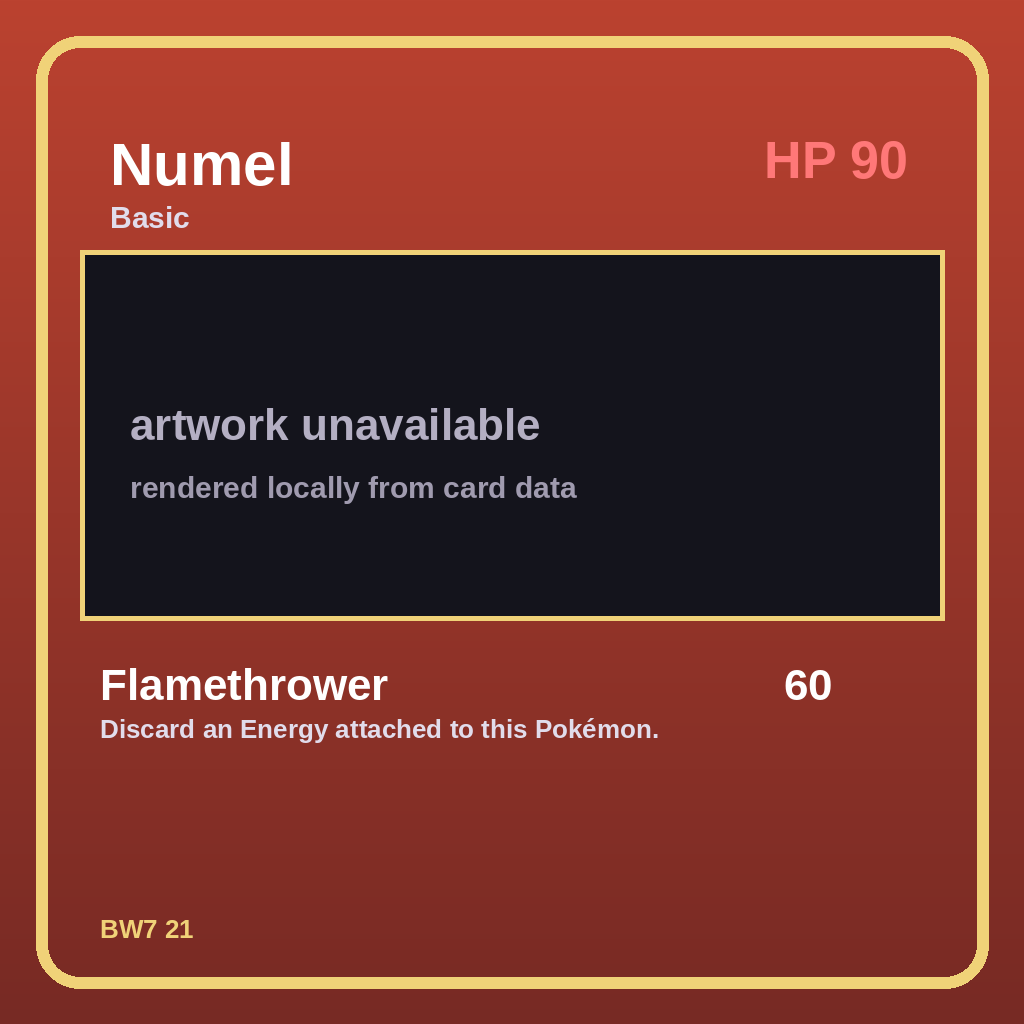 Numel
HP 90
Basic
artwork unavailable
rendered locally from card data
Flamethrower
60
Discard an Energy attached to this Pokémon.
BW7 21